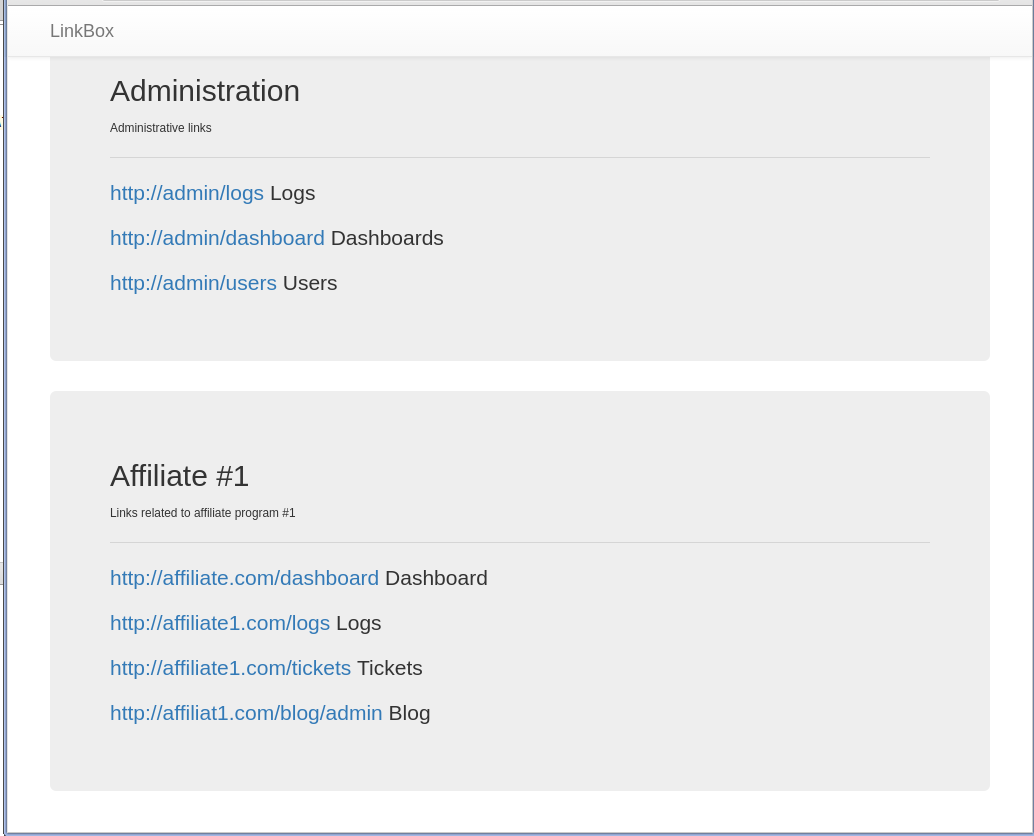 LinkBox
Administration
Administrative links
http://admin/logs Logs
http://admin/dashboard Dashboards
http://admin/users Users
Affiliate #1
Links related to affiliate program #1
http://affiliate.com/dashboard Dashboard
http://affiliate1.com/logs Logs
http://affiliate1.com/tickets Tickets
http://affiliat1.com/blog/admin Blog